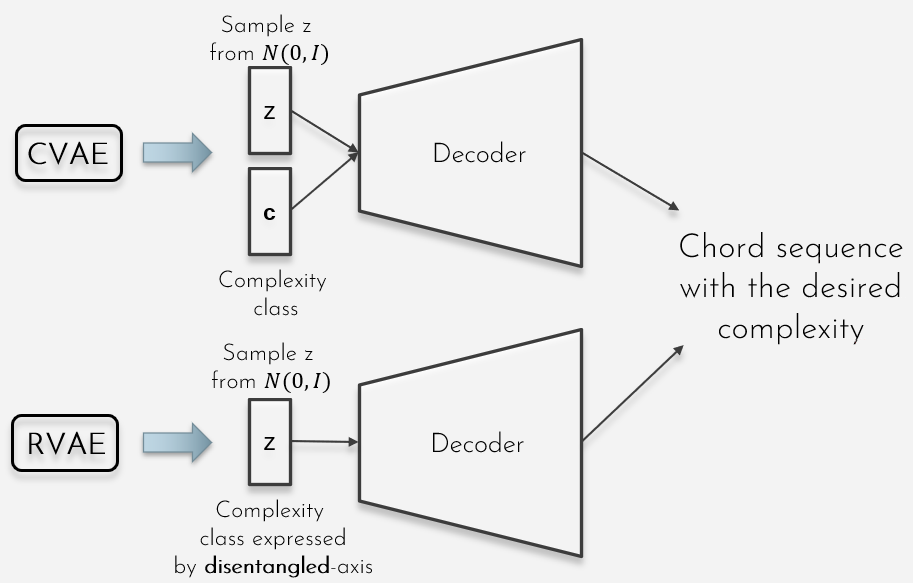 Sample z
from N(0, I)
z
CVAE
Decoder
c
Complexity
class
Chord sequence
with the desired
complexity
Sample z
from N(0, I)
z
RVAE
Decoder
Complexity
class expressed
by disentangled-axis